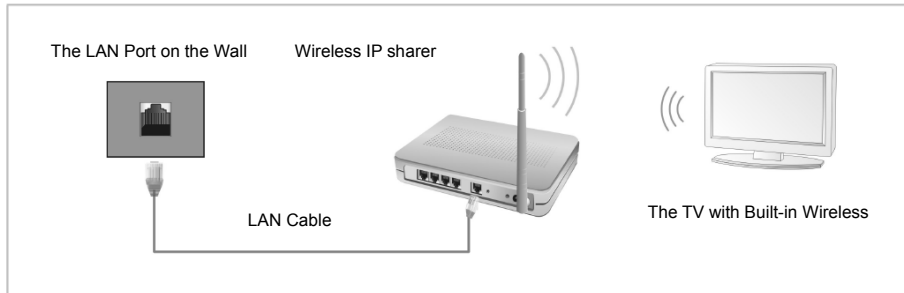 The LAN Port on the Wall
Wireless IP sharer
LAN Cable
The TV with Built-in Wireless